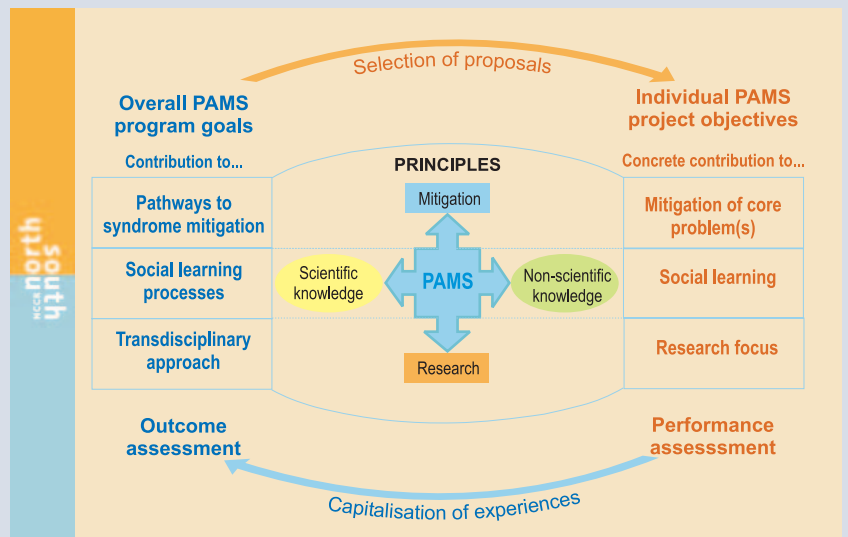 Selection of proposals
Overall PAMS
program goals
Individual PAMS
project objectives
Contribution to...
PRINCIPLES
Concrete contribution to...
Pathways to
syndrome mitigation
Mitigation
Mitigation of core
problem(s)
Social learning
processes
Scientific
knowledge
PAMS
Non-scientific
knowledge
Social learning
Transdisciplinary
approach
Research
Research focus
Outcome
assessment
Performance
assesssment
Capitalisation of experiences
NCCR
north
south